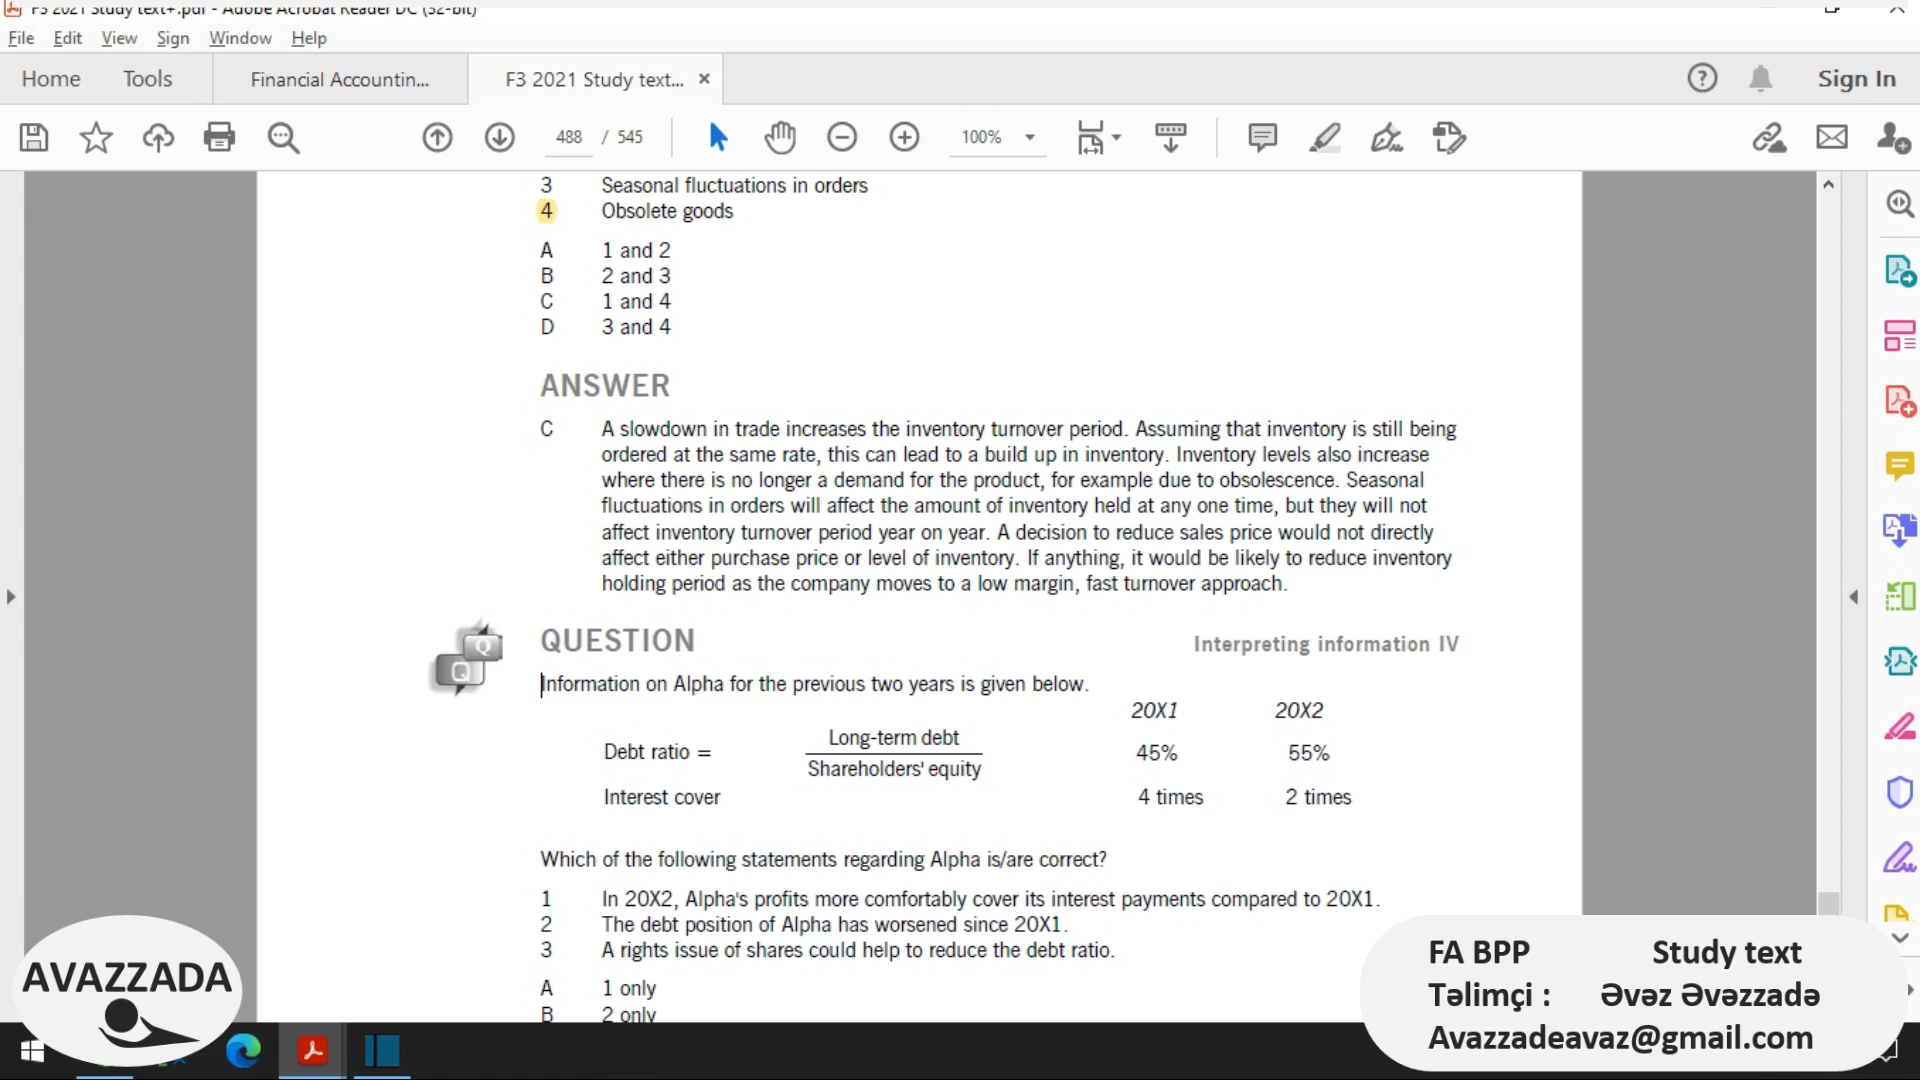 F3 2021 Study text+.pdf - Adobe Acrobat Reader DC (32-bit)
File Edit View Sign Window Help
Home Tools Financial Accountin... F3 2021 Study text... × Sign In
488 / 545 100%
3 Seasonal fluctuations in orders
4 Obsolete goods
A 1 and 2
B 2 and 3
C 1 and 4
D 3 and 4
ANSWER
C A slowdown in trade increases the inventory turnover period. Assuming that inventory is still being
ordered at the same rate, this can lead to a build up in inventory. Inventory levels also increase
where there is no longer a demand for the product, for example due to obsolescence. Seasonal
fluctuations in orders will affect the amount of inventory held at any one time, but they will not
affect inventory turnover period year on year. A decision to reduce sales price would not directly
affect either purchase price or level of inventory. If anything, it would be likely to reduce inventory
holding period as the company moves to a low margin, fast turnover approach.
Q
Q
QUESTION Interpreting information IV
Information on Alpha for the previous two years is given below.
20X1 20X2
Debt ratio = Long-term debt 45% 55%
Shareholders' equity
Interest cover 4 times 2 times
Which of the following statements regarding Alpha is/are correct?
1 In 20X2, Alpha's profits more comfortably cover its interest payments compared to 20X1.
2 The debt position of Alpha has worsened since 20X1.
3 A rights issue of shares could help to reduce the debt ratio.
A 1 only
B 2 only
AVAZZADA
FA BPP Study text
Təlimçi : Əvəz Əvəzzadə
Avazzadeavaz@gmail.com